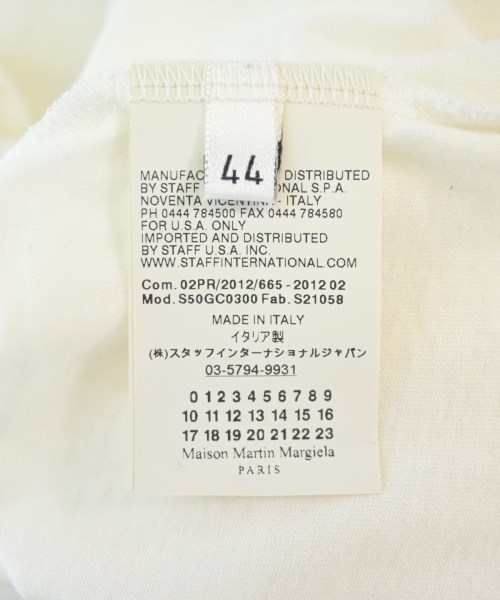 44
MANUFAC DISTRIBUTED
BY STAFF ONAL S.P.A.
NOVENTA VICENTINA - ITALY
PH 0444 784500 FAX 0444 784580
FOR U.S.A. ONLY
IMPORTED AND DISTRIBUTED
BY STAFF U.S.A. INC.
WWW.STAFFINTERNATIONAL.COM
Com. 02PR/2012/665 - 2012 02
Mod. S50GC0300 Fab. S21058
MADE IN ITALY
イタリア製
(株)スタッフインターナショナルジャパン
03-5794-9931
0 1 2 3 4 5 6 7 8 9
10 11 12 13 14 15 16
17 18 19 20 21 22 23
Maison Martin Margiela
PARIS